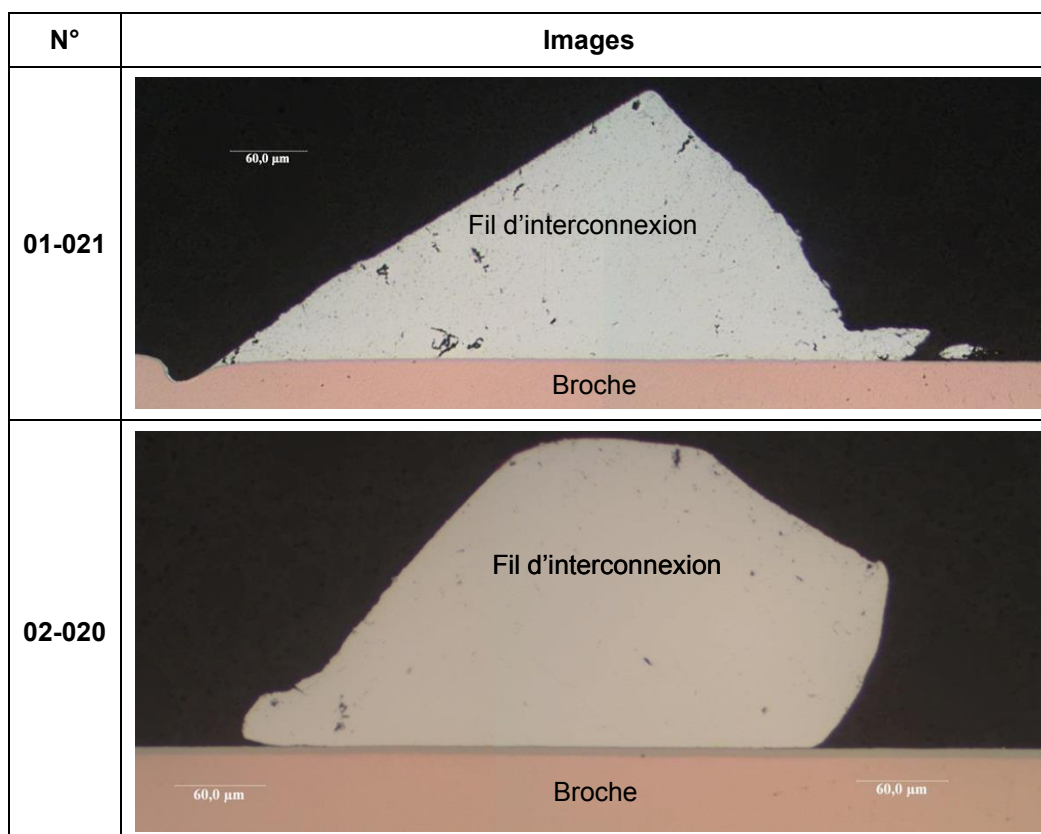 N° Images
60,0 µm
Fil d’interconnexion
01-021
Broche
Fil d’interconnexion
02-020
60,0 µm Broche 60,0 µm